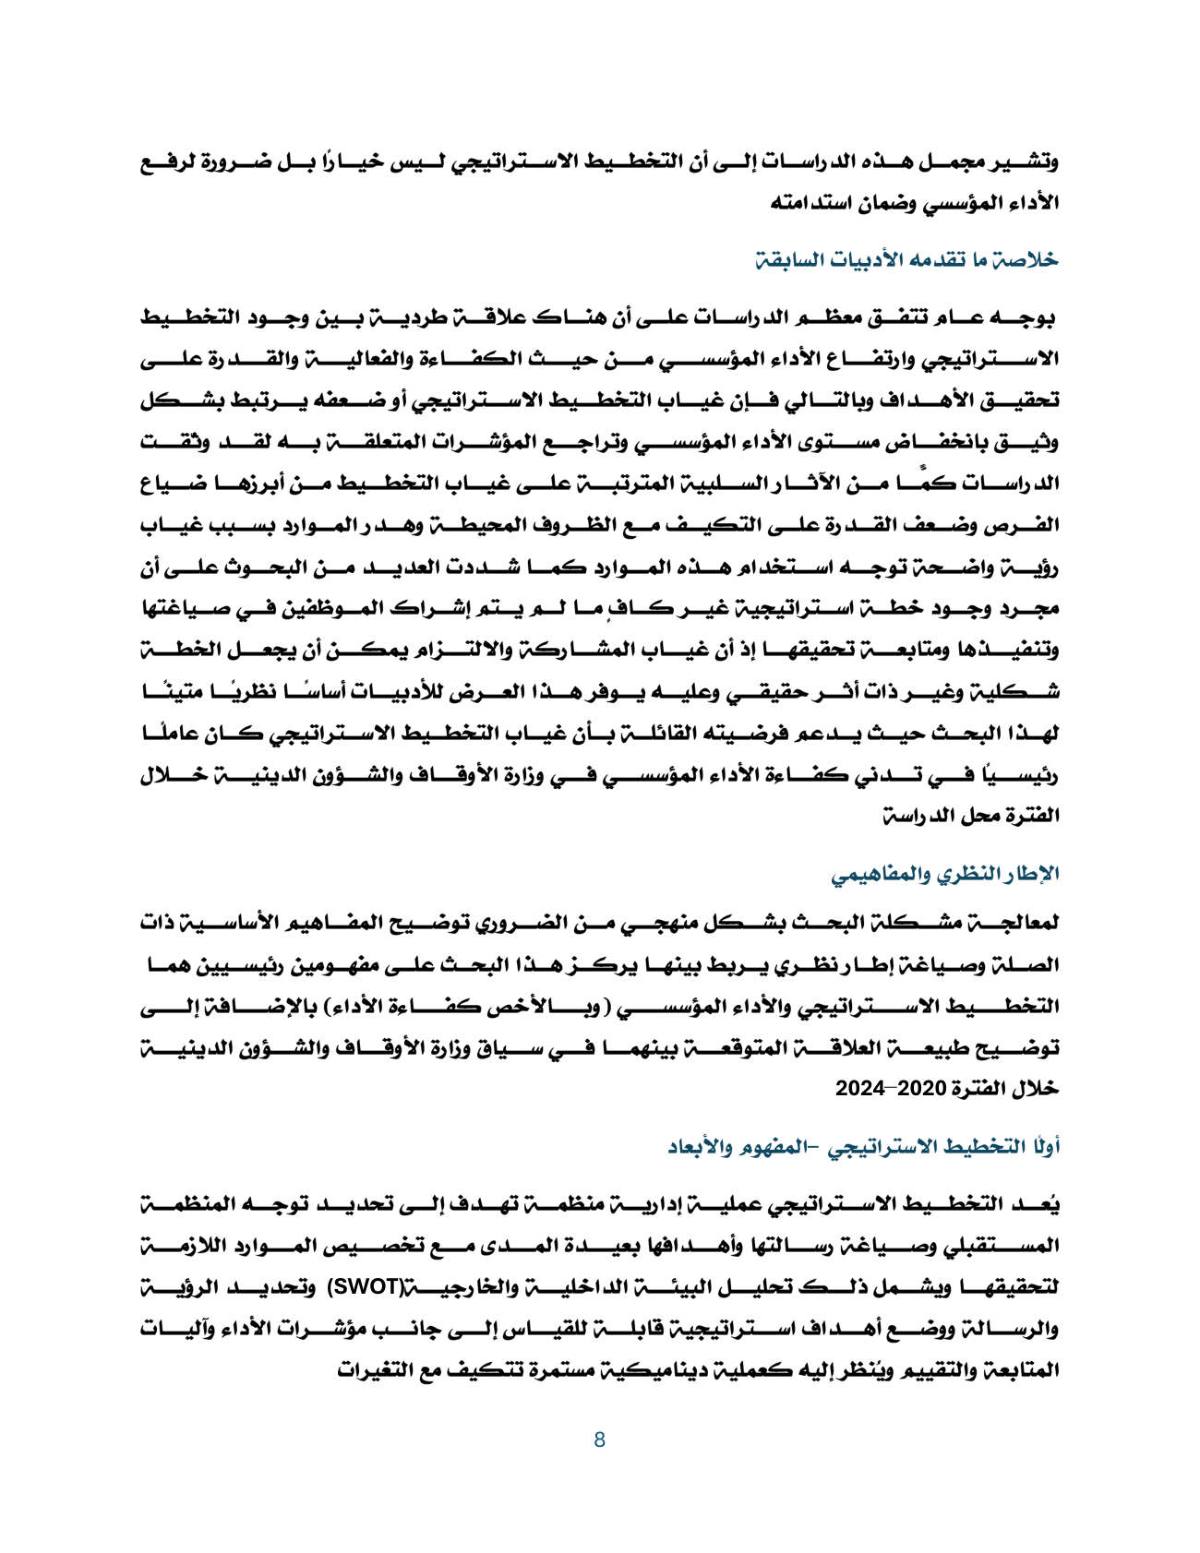 وتشير مجمل هذه الدراسات إلى أن التخطيط الاستراتيجي ليس خيارًا بل ضرورة لرفع
الأداء المؤسسي وضمان استدامته
خلاصة ما تقدمه الأدبيات السابقة
بوجه عام تتفق معظم الدراسات على أن هناك علاقة طردية بين وجود التخطيط
الاستراتيجي وارتفاع الأداء المؤسسي من حيث الكفاءة والفعالية والقدرة على
تحقيق الأهداف وبالتالي فإن غياب التخطيط الاستراتيجي أو ضعفه يرتبط بشكل
وثيق بانخفاض مستوى الأداء المؤسسي وتراجع المؤشرات المتعلقة به لقد وثقت
الدراسات كمًّا من الآثار السلبية المترتبة على غياب التخطيط من أبرزها ضياع
الفرص وضعف القدرة على التكيف مع الظروف المحيطة وهدر الموارد بسبب غياب
رؤية واضحة توجه استخدام هذه الموارد كما شددت العديد من البحوث على أن
مجرد وجود خطة استراتيجية غير كافٍ ما لم يتم إشراك الموظفين في صياغتها
وتنفيذها ومتابعة تحقيقها إذ أن غياب المشاركة والالتزام يمكن أن يجعل الخطة
شكلية وغير ذات أثر حقيقي وعليه يوفر هذا العرض للأدبيات أساسًا نظريًا متينًا
لهذا البحث حيث يدعم فرضيته القائلة بأن غياب التخطيط الاستراتيجي كان عاملًا
رئيسيًا في تدني كفاءة الأداء المؤسسي في وزارة الأوقاف والشؤون الدينية خلال
الفترة محل الدراسة
الإطار النظري والمفاهيمي
لمعالجة مشكلة البحث بشكل منهجي من الضروري توضيح المفاهيم الأساسية ذات
الصلة وصياغة إطار نظري يربط بينها يركز هذا البحث على مفهومين رئيسيين هما
التخطيط الاستراتيجي والأداء المؤسسي (وبالأخص كفاءة الأداء) بالإضافة إلى
توضيح طبيعة العلاقة المتوقعة بينهما في سياق وزارة الأوقاف والشؤون الدينية
خلال الفترة 2020–2024
أولًا التخطيط الاستراتيجي –المفهوم والأبعاد
يُعد التخطيط الاستراتيجي عملية إدارية منظمة تهدف إلى تحديد توجه المنظمة
المستقبلي وصياغة رسالتها وأهدافها بعيدة المدى مع تخصيص الموارد اللازمة
لتحقيقها ويشمل ذلك تحليل البيئة الداخلية والخارجية(SWOT) وتحديد الرؤية
والرسالة ووضع أهداف استراتيجية قابلة للقياس إلى جانب مؤشرات الأداء وآليات
المتابعة والتقييم ويُنظر إليه كعملية ديناميكية مستمرة تتكيف مع التغيرات
8